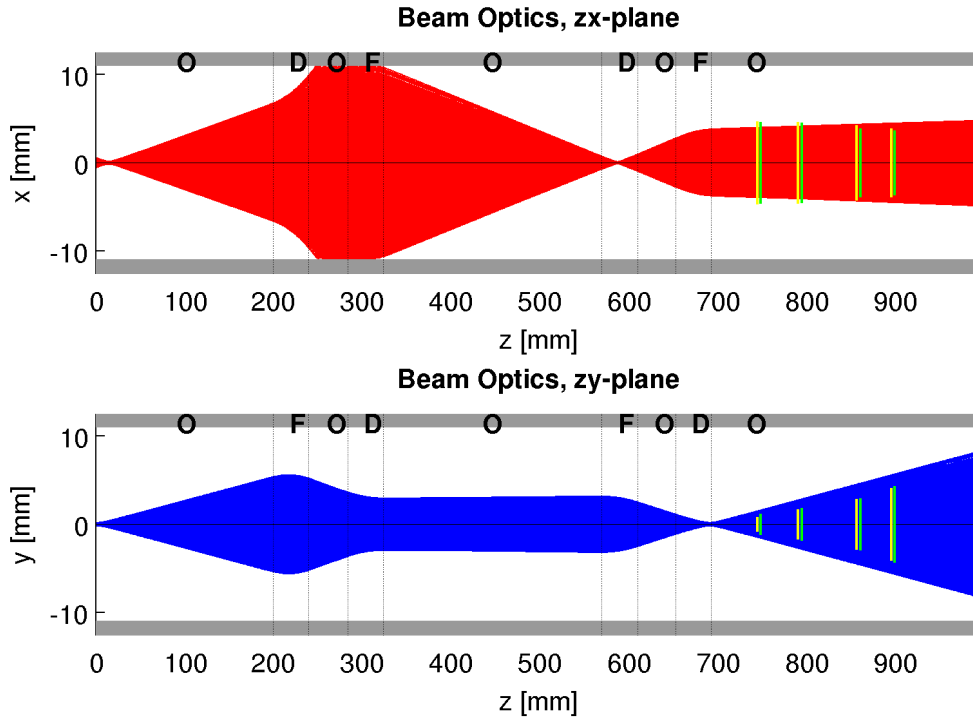 Beam Optics, zx-plane
O D O F O D O F O
10
0
-10
x [mm]
0 100 200 300 400 500 600 700 800 900
z [mm]
Beam Optics, zy-plane
O F O D O F O D O
10
0
-10
y [mm]
0 100 200 300 400 500 600 700 800 900
z [mm]